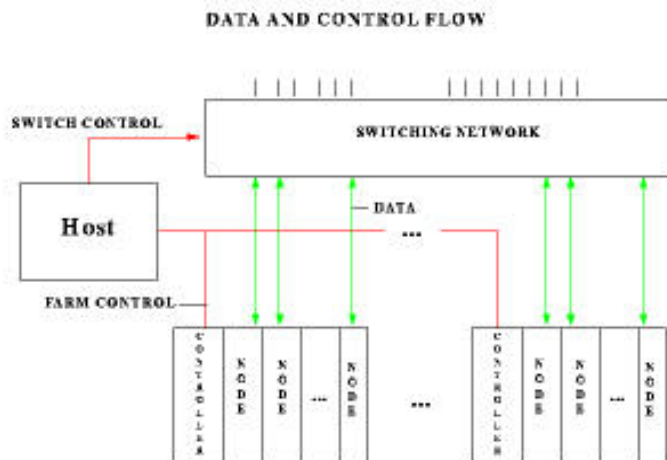 DATA AND CONTROL FLOW
SWITCH CONTROL
SWITCHING NETWORK
Host
DATA
...
FARM CONTROL
CONTROLLER
NODE
NODE
...
NODE
...
CONTROLLER
NODE
NODE
...
NODE